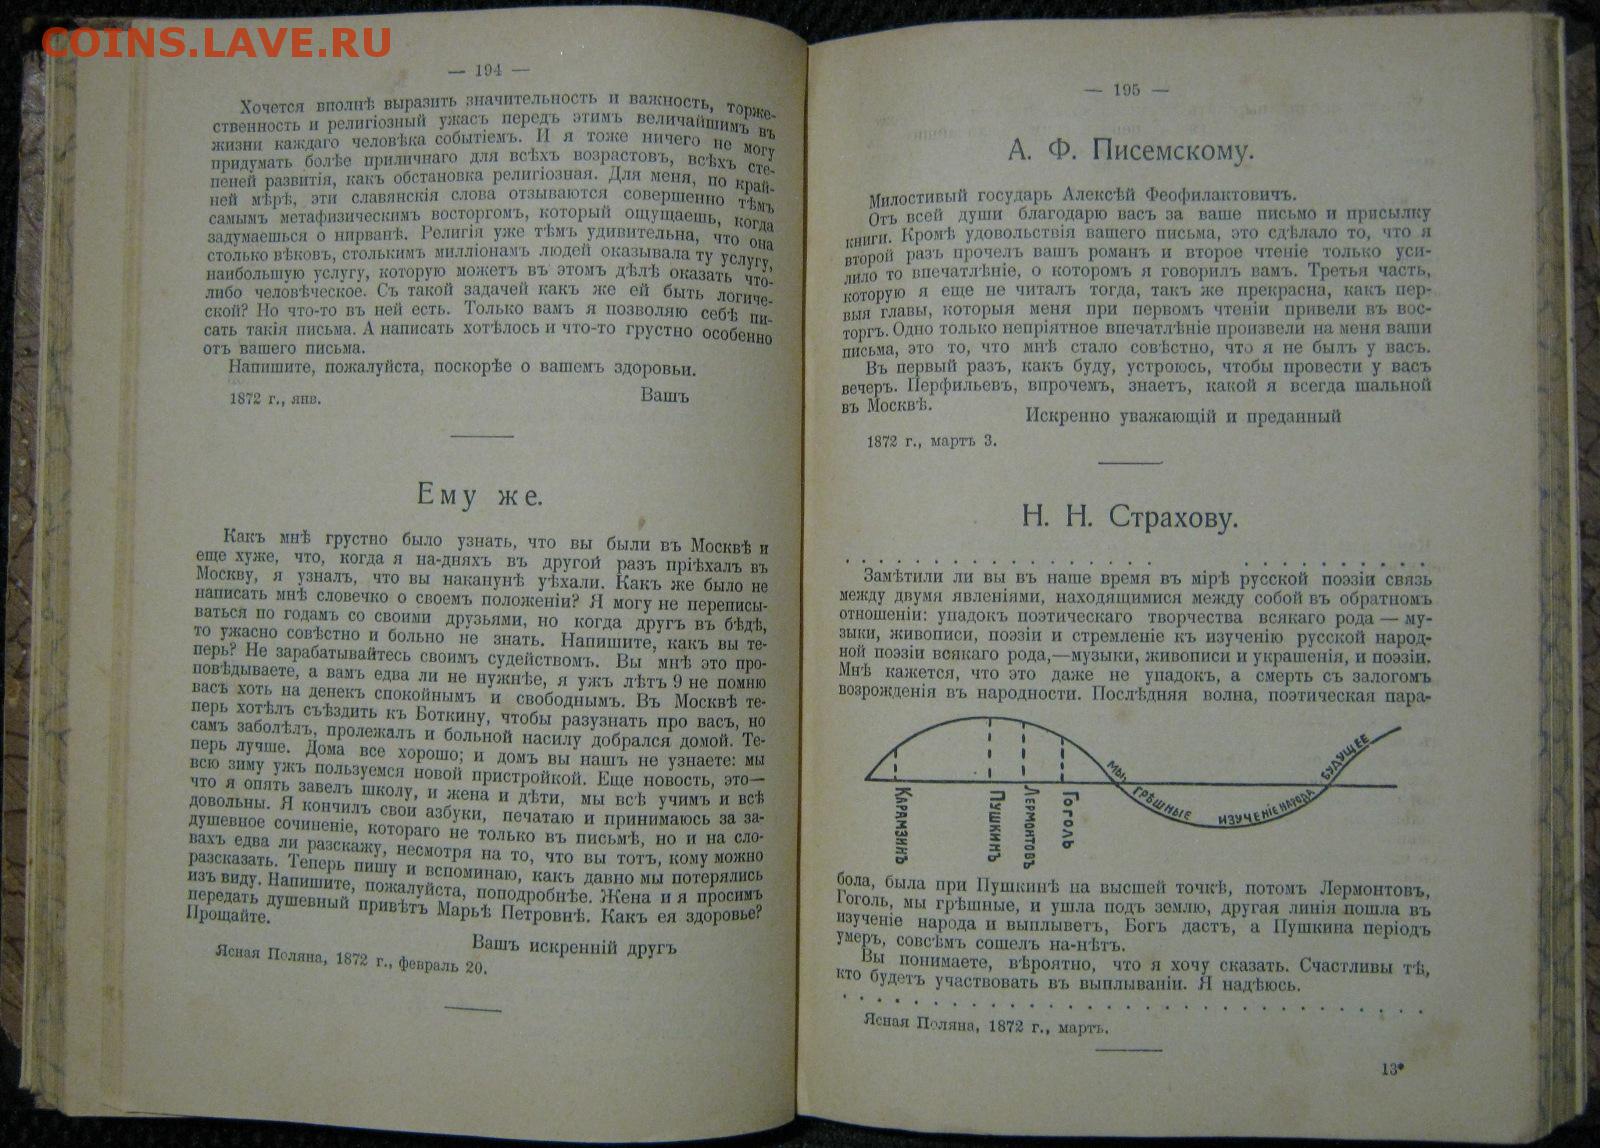 COINS.LAVE.RU
— 194 —
Хочется вполнѣ выразить значительность и важность, торже-
ственность и религіозный ужасъ передъ этимъ величайшимъ въ
жизни каждаго человѣка событіемъ. И я тоже ничего не могу
придумать болѣе приличнаго для всѣхъ возрастовъ, всѣхъ сте-
пеней развитія, какъ обстановка религіозная. Для меня, по край-
ней мѣрѣ, эти славянскія слова отзываются совершенно тѣмъ
самымъ метафизическимъ восторгомъ, который ощущаешь, когда
задумаешься о нирванѣ. Религія уже тѣмъ удивительна, что она
столько вѣковъ, столькимъ милліонамъ людей оказывала ту услугу,
наибольшую услугу, которую можетъ въ этомъ дѣлѣ оказать что-
либо человѣческое. Съ такой задачей какъ же ей быть логиче-
ской? Но что-то въ ней есть. Только вамъ я позволяю себѣ пи-
сать такія письма. А написать хотѣлось и что-то грустно особенно
отъ вашего письма.
Напишите, пожалуйста, поскорѣе о вашемъ здоровьи.
Вашъ
1872 г., янв.
Ему же.
Какъ мнѣ грустно было узнать, что вы были въ Москвѣ и
еще хуже, что, когда я на-дняхъ въ другой разъ пріѣхалъ въ
Москву, я узналъ, что вы наканунѣ уѣхали. Какъ же было не
написать мнѣ словечко о своемъ положеніи? Я могу не переписы-
ваться по годамъ со своими друзьями, но когда другъ въ бѣдѣ,
то ужасно совѣстно и больно не знать. Напишите, какъ вы те-
перь? Не зарабатывайтесь своимъ судействомъ. Вы мнѣ это про-
повѣдываете, а вамъ едва ли не нужнѣе, я ужъ лѣтъ 9 не помню
васъ хоть на денекъ спокойнымъ и свободнымъ. Въ Москвѣ те-
перь хотѣлъ съѣздить къ Боткину, чтобы разузнать про васъ, но
самъ заболѣлъ, пролежалъ и больной насилу добрался домой. Те-
перь лучше. Дома все хорошо; и домъ вы нашъ не узнаете: мы
всю зиму ужъ пользуемся новой пристройкой. Еще новость, это—
что я опять завелъ школу, и жена и дѣти, мы всѣ учимъ и всѣ
довольны. Я кончилъ свои азбуки, печатаю и принимаюсь за за-
душевное сочиненіе, котораго не только въ письмѣ, но и на сло-
вахъ едва ли разскажу, несмотря на то, что вы тотъ, кому можно
разсказать. Теперь пишу и вспоминаю, какъ давно мы потерялись
изъ виду. Напишите, пожалуйста, поподробнѣе. Жена и я просимъ
передать душевный привѣтъ Марьѣ Петровнѣ. Какъ ея здоровье?
Прощайте.
Вашъ искренній другъ
Ясная Поляна, 1872 г., февраль 20.
— 195 —
А. Ф. Писемскому.
Милостивый государь Алексѣй Феофилактовичъ.
Отъ всей души благодарю васъ за ваше письмо и присылку
книги. Кромѣ удовольствія вашего письма, это сдѣлало то, что я
второй разъ прочелъ вашъ романъ и второе чтеніе только уси-
лило то впечатлѣніе, о которомъ я говорилъ вамъ. Третья часть,
которую я еще не читалъ тогда, такъ же прекрасна, какъ пер-
выя главы, которыя меня при первомъ чтеніи привели въ вос-
торгъ. Одно только непріятное впечатлѣніе произвели на меня ваши
письма, это то, что мнѣ стало совѣстно, что я не былъ у васъ.
Въ первый разъ, какъ буду, устроюсь, чтобы провести у васъ
вечеръ. Перфильевъ, впрочемъ, знаетъ, какой я всегда шальной
въ Москвѣ.
Искренно уважающій и преданный
1872 г., мартъ 3.
Н. Н. Страхову.
Замѣтили ли вы въ наше время въ мірѣ русской поэзіи связь
между двумя явленіями, находящимися между собой въ обратномъ
отношеніи: упадокъ поэтическаго творчества всякаго рода — му-
зыки, живописи, поэзіи и стремленіе къ изученію русской народ-
ной поэзіи всякаго рода,—музыки, живописи и украшенія, и поэзіи.
Мнѣ кажется, что это даже не упадокъ, а смерть съ залогомъ
возрожденія въ народности. Послѣдняя волна, поэтическая пара-
Карамзинъ
Пушкинъ
Лермонтовъ
Гоголь
мы,
грѣшные
изученіе народа
будущее
бола, была при Пушкинѣ на высшей точкѣ, потомъ Лермонтовъ,
Гоголь, мы грѣшные, и ушла подъ землю, другая линія пошла въ
изученіе народа и выплыветъ, Богъ дастъ, а Пушкина періодъ
умеръ, совсѣмъ сошелъ на-нѣтъ.
Вы понимаете, вѣроятно, что я хочу сказать. Счастливы тѣ,
кто будетъ участвовать въ выплываніи. Я надѣюсь.
Ясная Поляна, 1872 г., мартъ.
13*